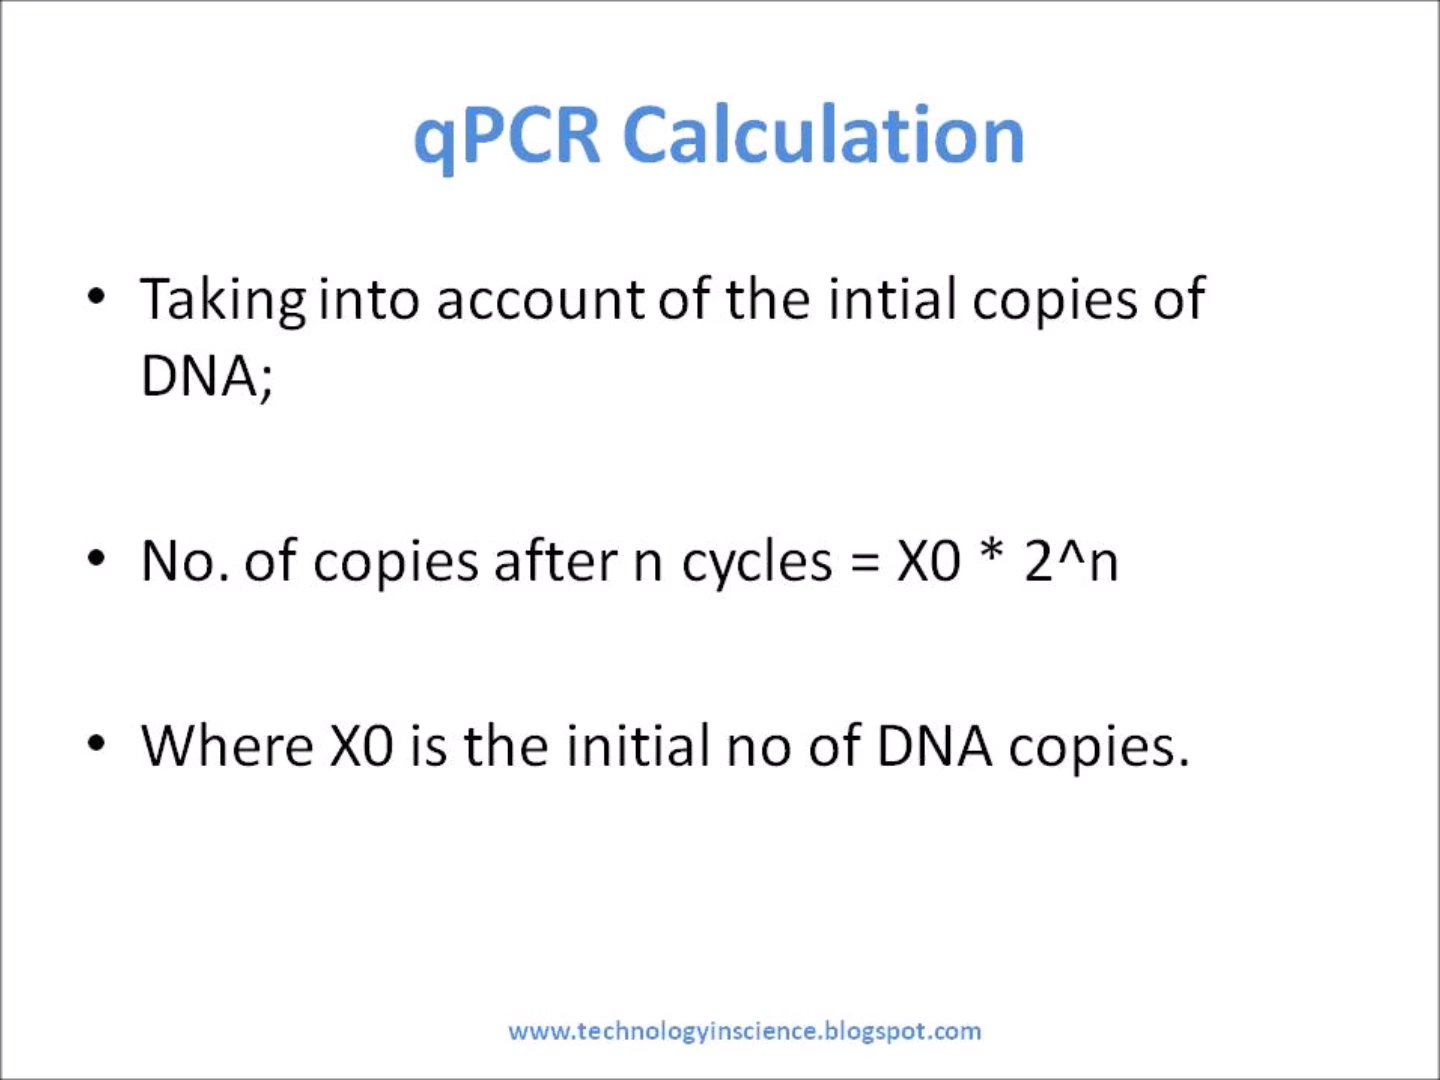 qPCR Calculation
• Taking into account of the intial copies of
DNA;
• No. of copies after n cycles = X0 * 2^n
• Where X0 is the initial no of DNA copies.
www.technologyinscience.blogspot.com